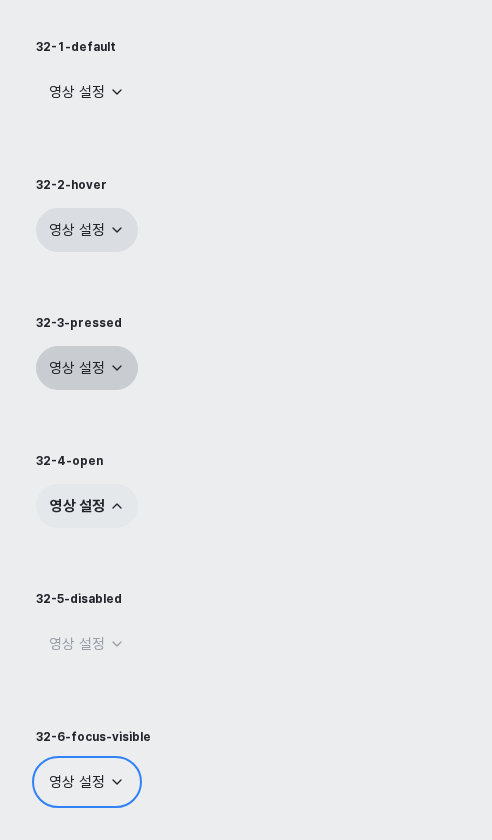 32-1-default
영상 설정
32-2-hover
영상 설정
32-3-pressed
영상 설정
32-4-open
영상 설정
32-5-disabled
영상 설정
32-6-focus-visible
영상 설정